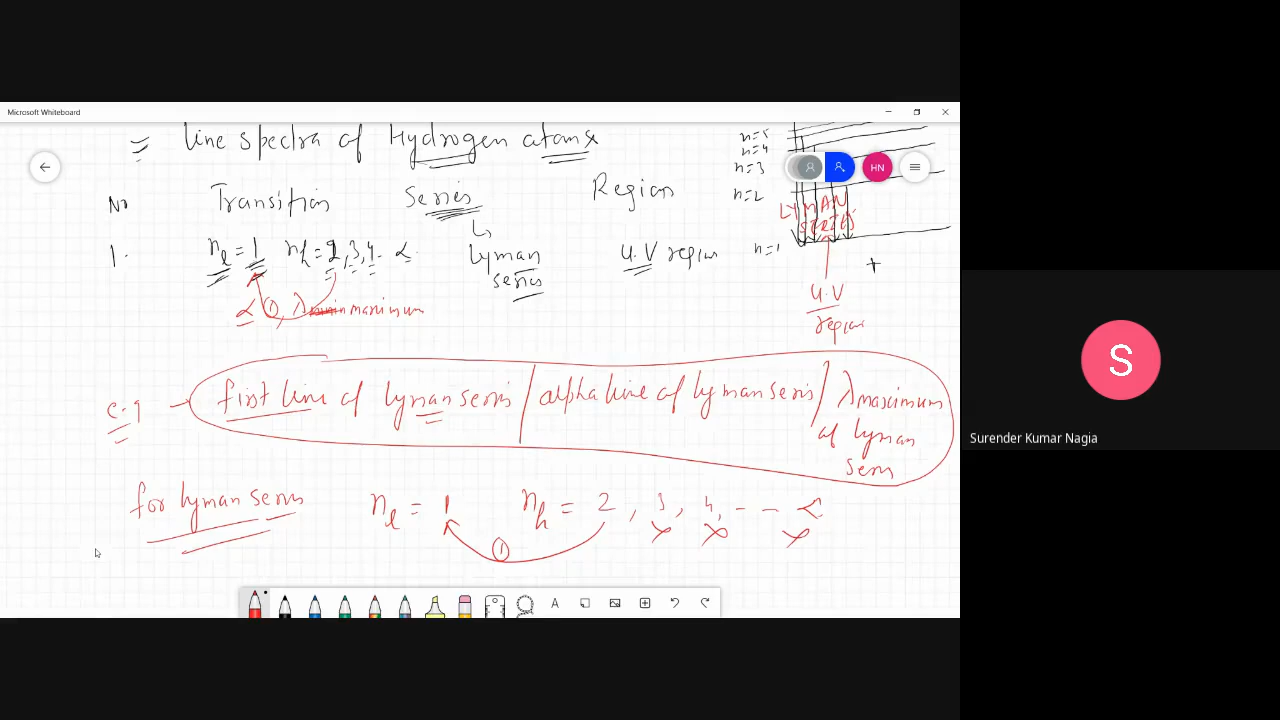 Microsoft Whiteboard
line spectra of Hydrogen atoms
n=5
n=4
n=3
n=2
n=1
HN
No Transition Series Region
LYMAN
SERIES
1. nl = 1 nh = 2,3,4- ∝ lyman series U.V region
+
∝ 1, λ maximum
U.V
region
e.g → first line of lyman series / alpha line of lyman series / λ maximum
of lyman
series
for lyman series nl = 1 nh = 2, 3, 4, - - ∝
x x x
1
A
S
Surender Kumar Nagia